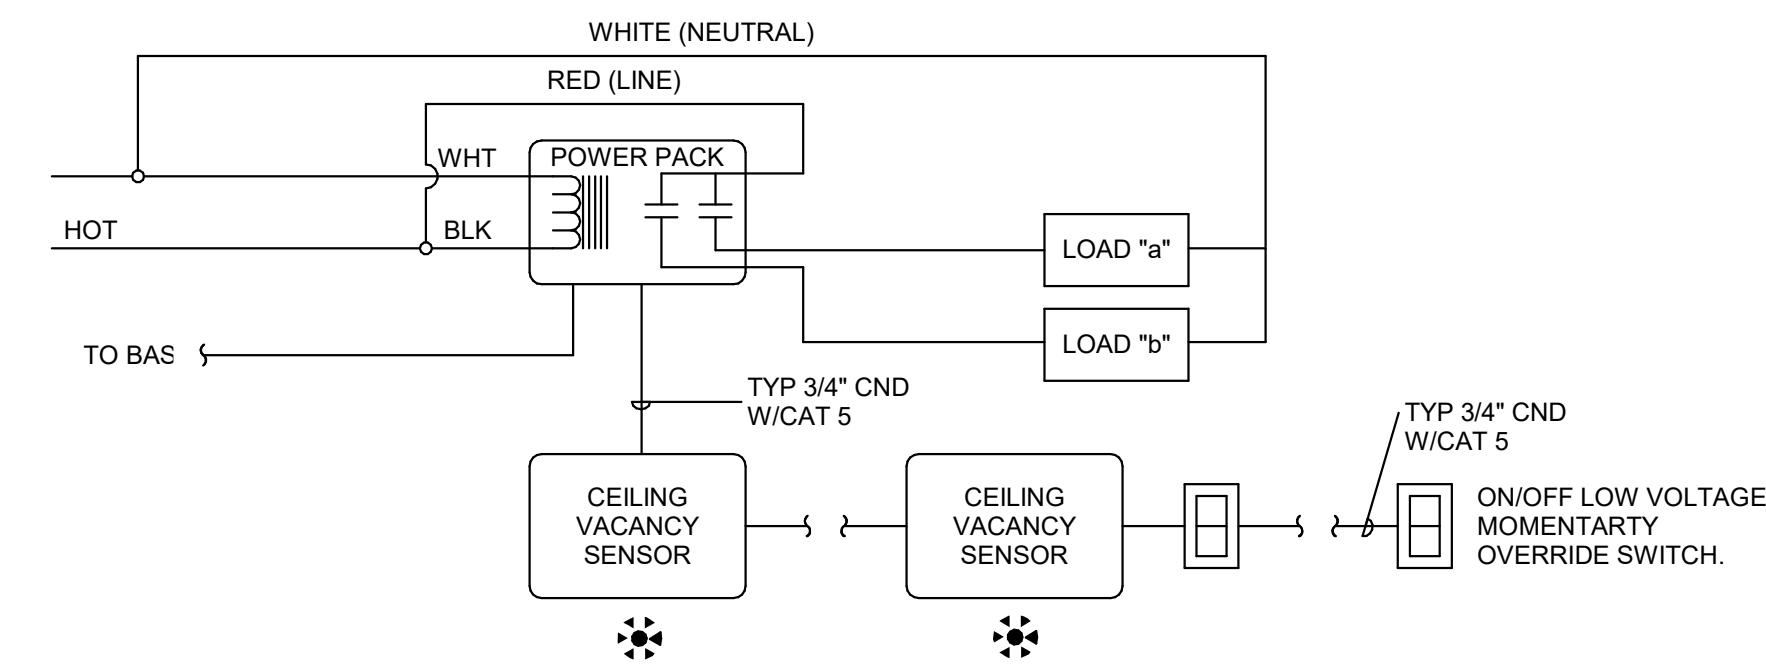 WHITE (NEUTRAL)
RED (LINE)
WHT
POWER PACK
HOT
BLK
LOAD "a"
LOAD "b"
TO BAS
TYP 3/4" CND
W/CAT 5
TYP 3/4" CND
W/CAT 5
CEILING
VACANCY
SENSOR
CEILING
VACANCY
SENSOR
ON/OFF LOW VOLTAGE
MOMENTARTY
OVERRIDE SWITCH.